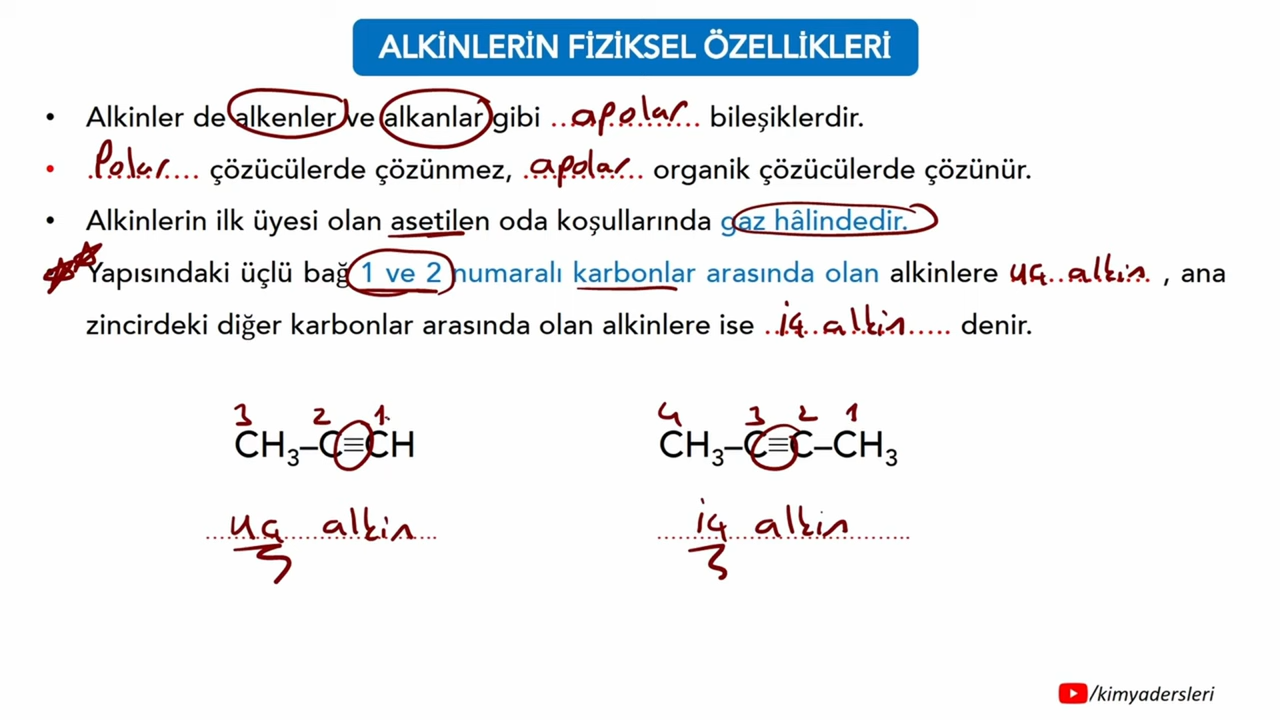 ALKİNLERİN FİZİKSEL ÖZELLİKLERİ
• Alkinler de alkenler ve alkanlar gibi apolar bileşiklerdir.
• Polar çözücülerde çözünmez, apolar organik çözücülerde çözünür.
• Alkinlerin ilk üyesi olan asetilen oda koşullarında gaz hâlindedir.
Yapısındaki üçlü bağ 1 ve 2 numaralı karbonlar arasında olan alkinlere uç alkin, ana
zincirdeki diğer karbonlar arasında olan alkinlere ise iç alkin denir.
3 2 1 4 3 2 1
CH₃–C≡CH CH₃–C≡C–CH₃
uç alkin iç alkin
/kimyadersleri